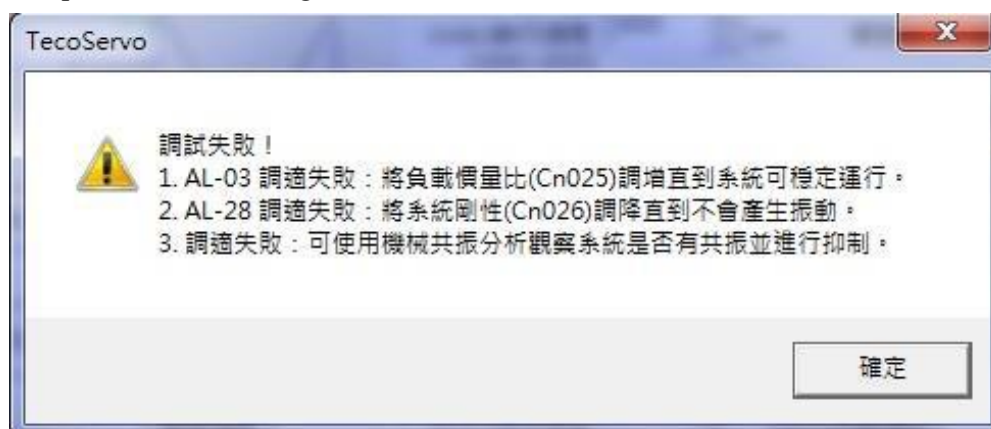 TecoServo
調試失敗！
1. AL-03 調適失敗：將負載慣量比(Cn025)調增直到系統可穩定運行。
2. AL-28 調適失敗：將系統剛性(Cn026)調降直到不會產生振動。
3. 調適失敗：可使用機械共振分析觀察系統是否有共振並進行抑制。
確定